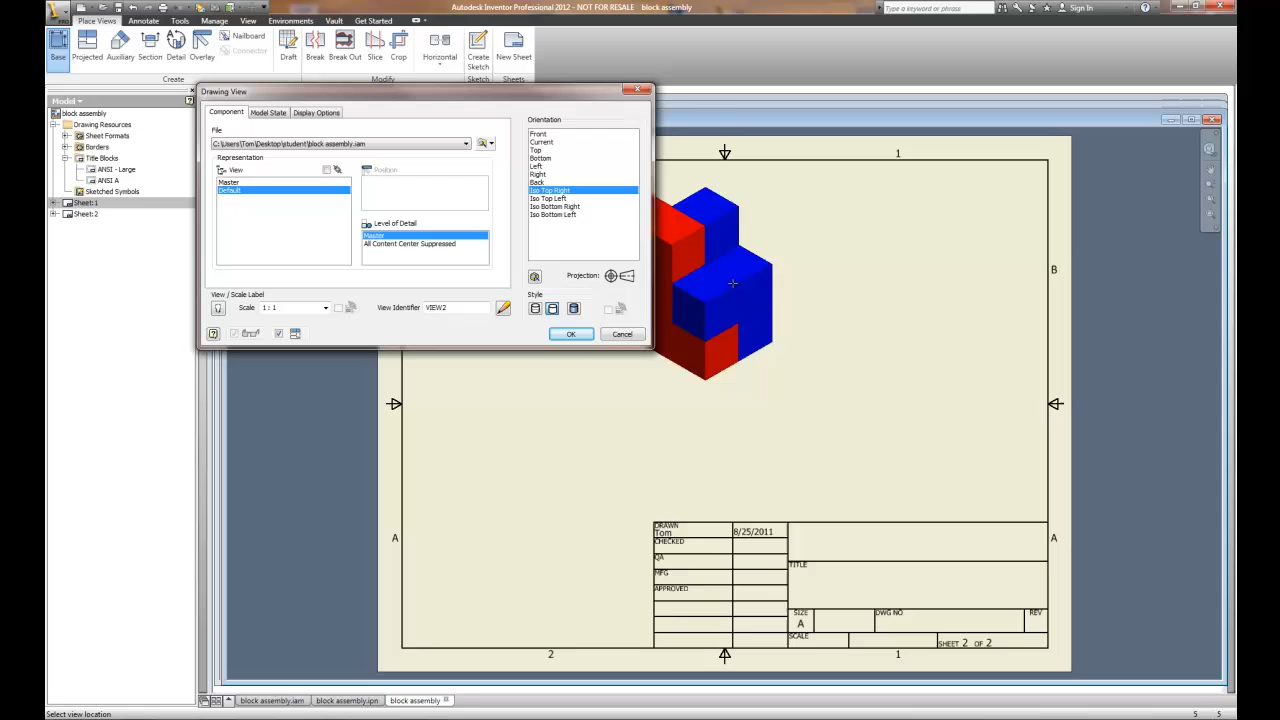 Autodesk Inventor Professional 2012 - NOT FOR RESALE block assembly
Type a keyword or phrase
Sign In
PRO
Place Views Annotate Tools Manage View Environments Vault Get Started
Base Projected Auxiliary Section Detail Overlay Nailboard Connector Draft Break Break Out Slice Crop Horizontal Create Sketch New Sheet
Create Modify Sketch Sheets
Model
block assembly
Drawing Resources
Sheet Formats
Borders
Title Blocks
ANSI - Large
ANSI A
Sketched Symbols
Sheet:1
Sheet:2
Drawing View
Component Model State Display Options
File
C:\Users\Tom\Desktop\student\block assembly.iam
Representation
View
Master
Default
Position
Level of Detail
Master
All Content Center Suppressed
View / Scale Label
Scale 1 : 1
View Identifier VIEW2
Orientation
Front
Current
Top
Bottom
Left
Right
Back
Iso Top Right
Iso Top Left
Iso Bottom Right
Iso Bottom Left
Projection:
Style
OK Cancel
1
B
A A
DRAWN
Tom 8/25/2011
CHECKED
QA
MFG
APPROVED
TITLE
SIZE
A
DWG NO
REV
SCALE
SHEET 2 OF 2
2 1
block assembly.iam block assembly.ipn block assembly
Select view location 5 5